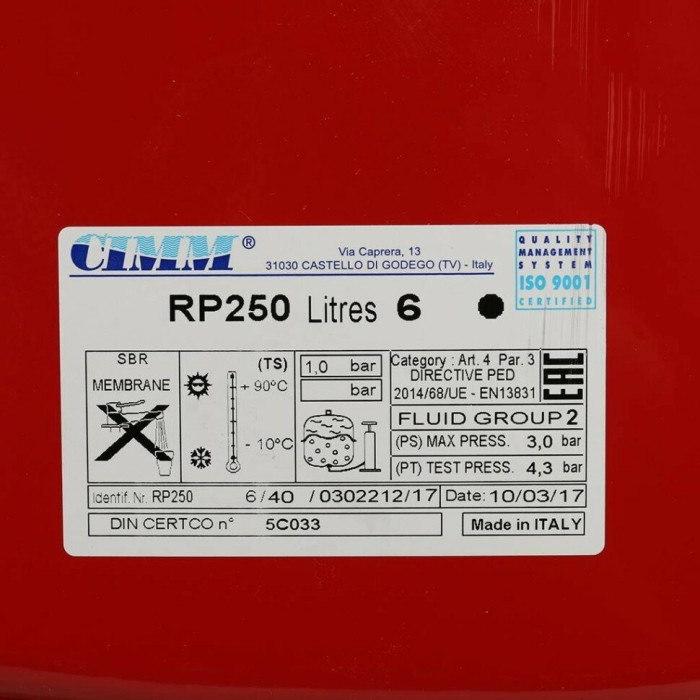 CIMM®
Via Caprera, 13
31030 CASTELLO DI GODEGO (TV) - Italy
QUALITY
MANAGEMENT
SYSTEM
ISO 9001
CERTIFIED
RP250 Litres 6
SBR
MEMBRANE
(TS)
+ 90°C
- 10°C
1,0 bar
bar
Category : Art. 4 Par. 3
DIRECTIVE PED
2014/68/UE - EN13831
EAC
FLUID GROUP 2
(PS) MAX PRESS. 3,0 bar
(PT) TEST PRESS. 4,3 bar
Identif. Nr. RP250 6/40 /0302212/17 Date: 10/03/17
DIN CERTCO n° 5C033
Made in ITALY